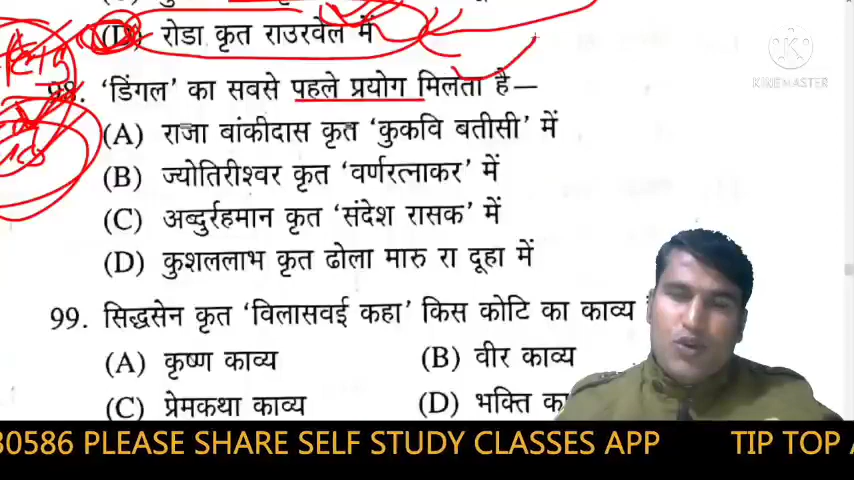 (D) रोडा कृत राउरवेल में
98. 'डिंगल' का सबसे पहले प्रयोग मिलता है—
(A) राजा वांकीदास कृत 'कुकवि बतीसी' में
(B) ज्योतिरीश्वर कृत 'वर्णरत्नाकर' में
(C) अब्दुर्रहमान कृत 'संदेश रासक' में
(D) कुशललाभ कृत ढोला मारु रा दूहा में
99. सिद्धसेन कृत 'विलासवई कहा' किस कोटि का काव्य
(A) कृष्ण काव्य (B) वीर काव्य
(C) प्रेमकथा काव्य (D) भक्ति का
K
KINEMASTER
30586 PLEASE SHARE SELF STUDY CLASSES APP TIP TOP A